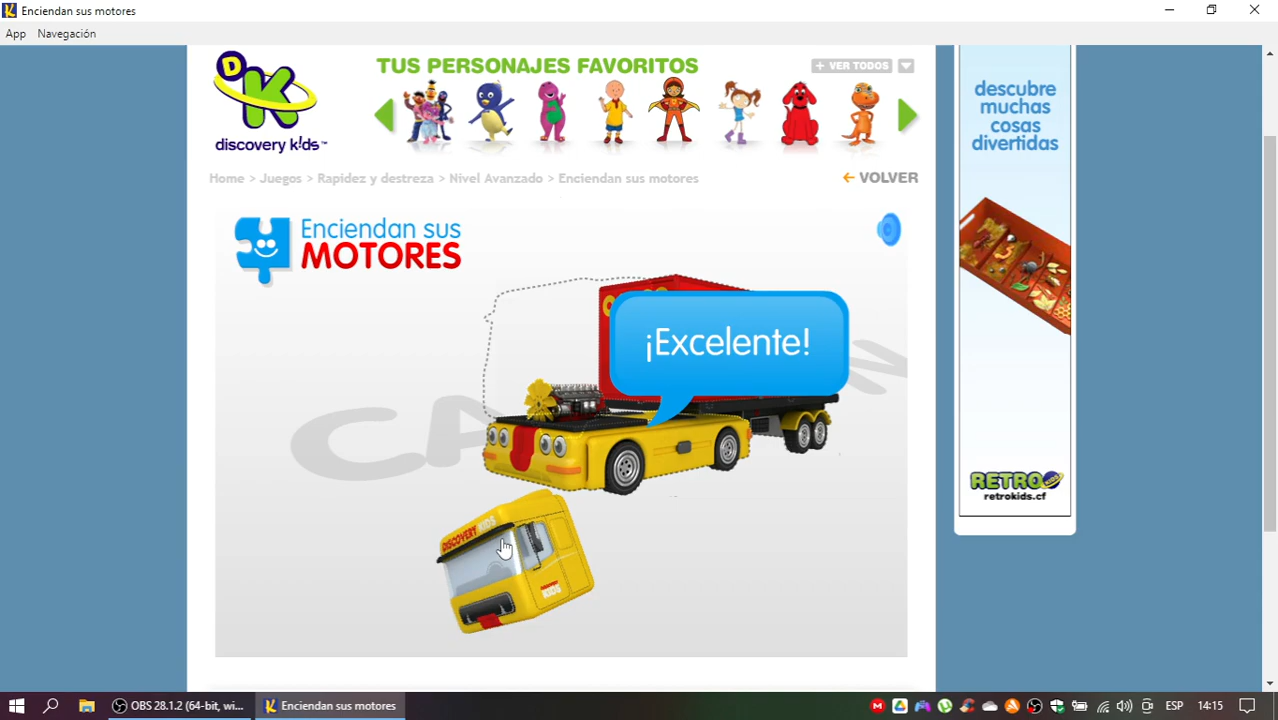 Enciendan sus motores
App Navegación
D
K
discovery kids™
TUS PERSONAJES FAVORITOS
+ VER TODOS
Home > Juegos > Rapidez y destreza > Nivel Avanzado > Enciendan sus motores
← VOLVER
Enciendan sus
MOTORES
¡Excelente!
DISCOVERY KIDS
DISCOVERY
KIDS
descubre
muchas
cosas
divertidas
RETRO
retrokids.cf
OBS 28.1.2 (64-bit, wi...
Enciendan sus motores
ESP
14:15